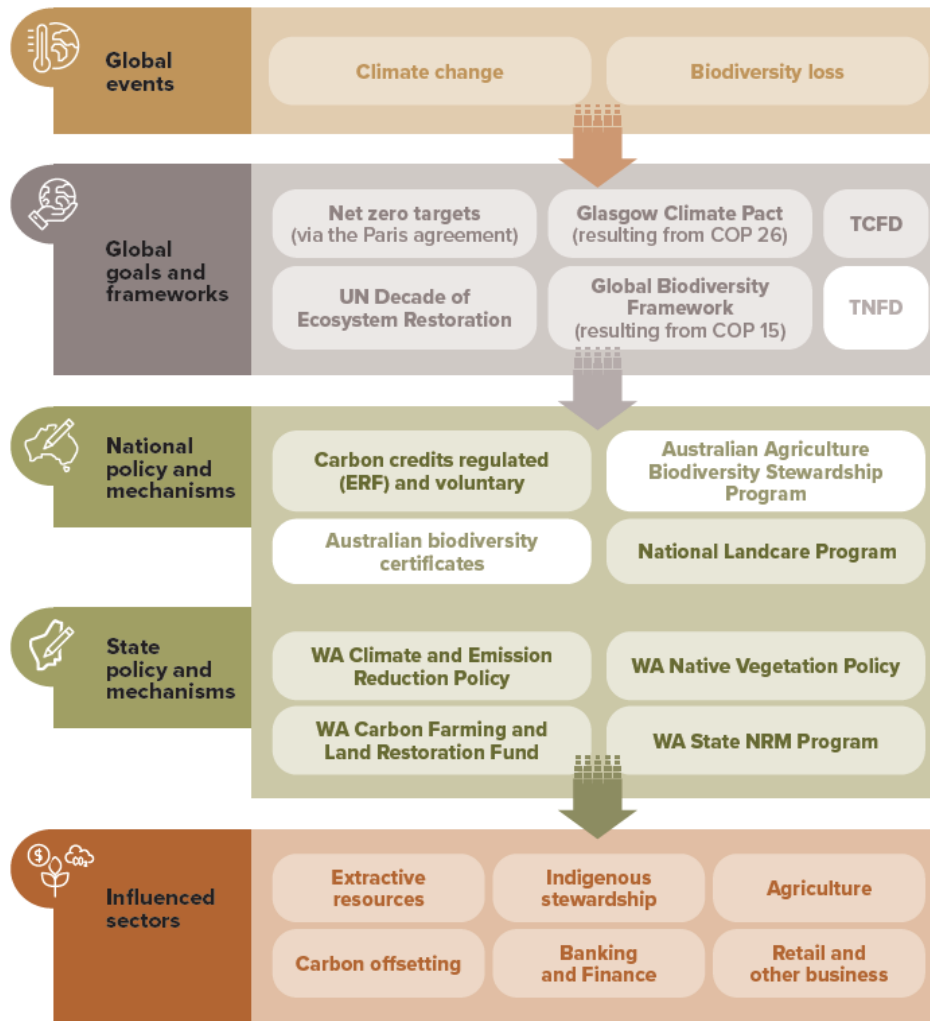 Global
events
Climate change
Biodiversity loss
Global
goals and
frameworks
Net zero targets
(via the Paris agreement)
Glasgow Climate Pact
(resulting from COP 26)
TCFD
UN Decade of
Ecosystem Restoration
Global Biodiversity
Framework
(resulting from COP 15)
TNFD
National
policy and
mechanisms
Carbon credits regulated
(ERF) and voluntary
Australian Agriculture
Biodiversity Stewardship
Program
Australian biodiversity
certificates
National Landcare Program
State
policy and
mechanisms
WA Climate and Emission
Reduction Policy
WA Native Vegetation Policy
WA Carbon Farming and
Land Restoration Fund
WA State NRM Program
$
CO2
Influenced
sectors
Extractive
resources
Indigenous
stewardship
Agriculture
Carbon offsetting
Banking
and Finance
Retail and
other business